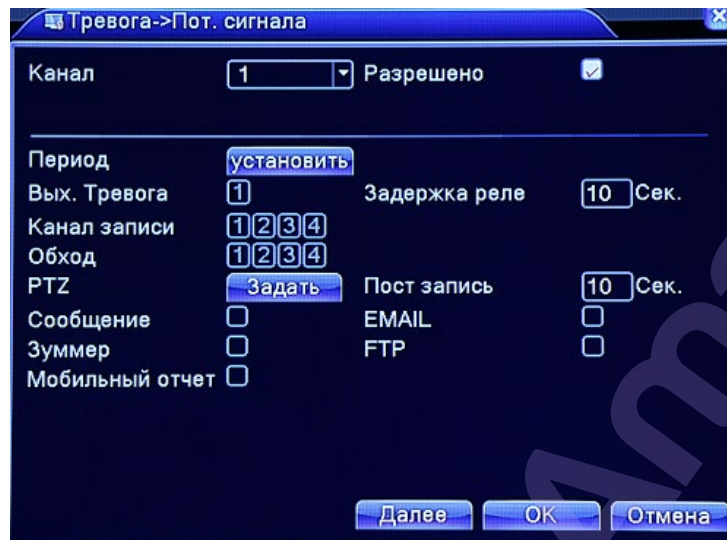 Тревога->Пот. сигнала
Канал 1 Разрешено
Период установить
Вых. Тревога 1 Задержка реле 10 Сек.
Канал записи 1 2 3 4
Обход 1 2 3 4
PTZ Задать Пост запись 10 Сек.
Сообщение EMAIL
Зуммер FTP
Мобильный отчет
Далее OK Отмена